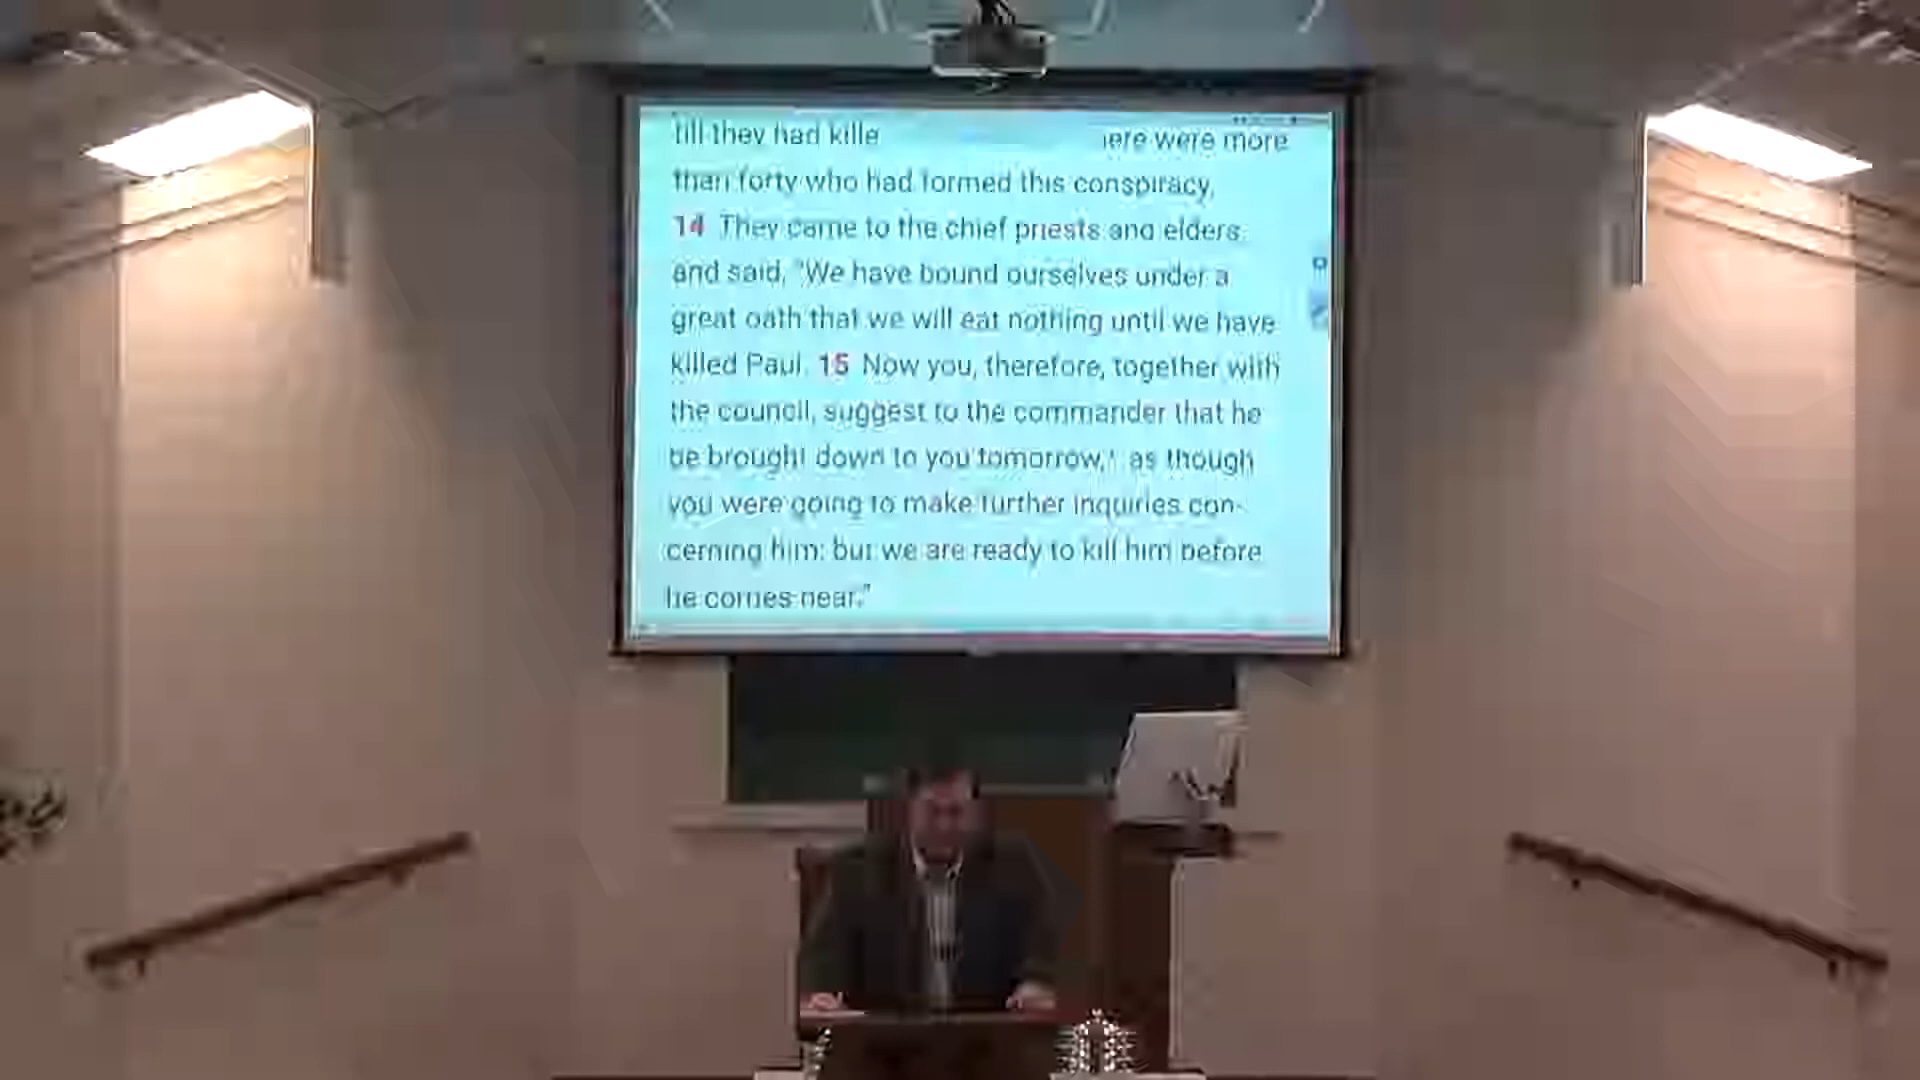 till they had kille ere were more
than forty who had formed this conspiracy.
14 They came to the chief priests and elders,
and said, "We have bound ourselves under a
great oath that we will eat nothing until we have
killed Paul. 15 Now you, therefore, together with
the council, suggest to the commander that he
be brought down to you tomorrow, as though
you were going to make further inquiries con-
cerning him; but we are ready to kill him before
he comes near."